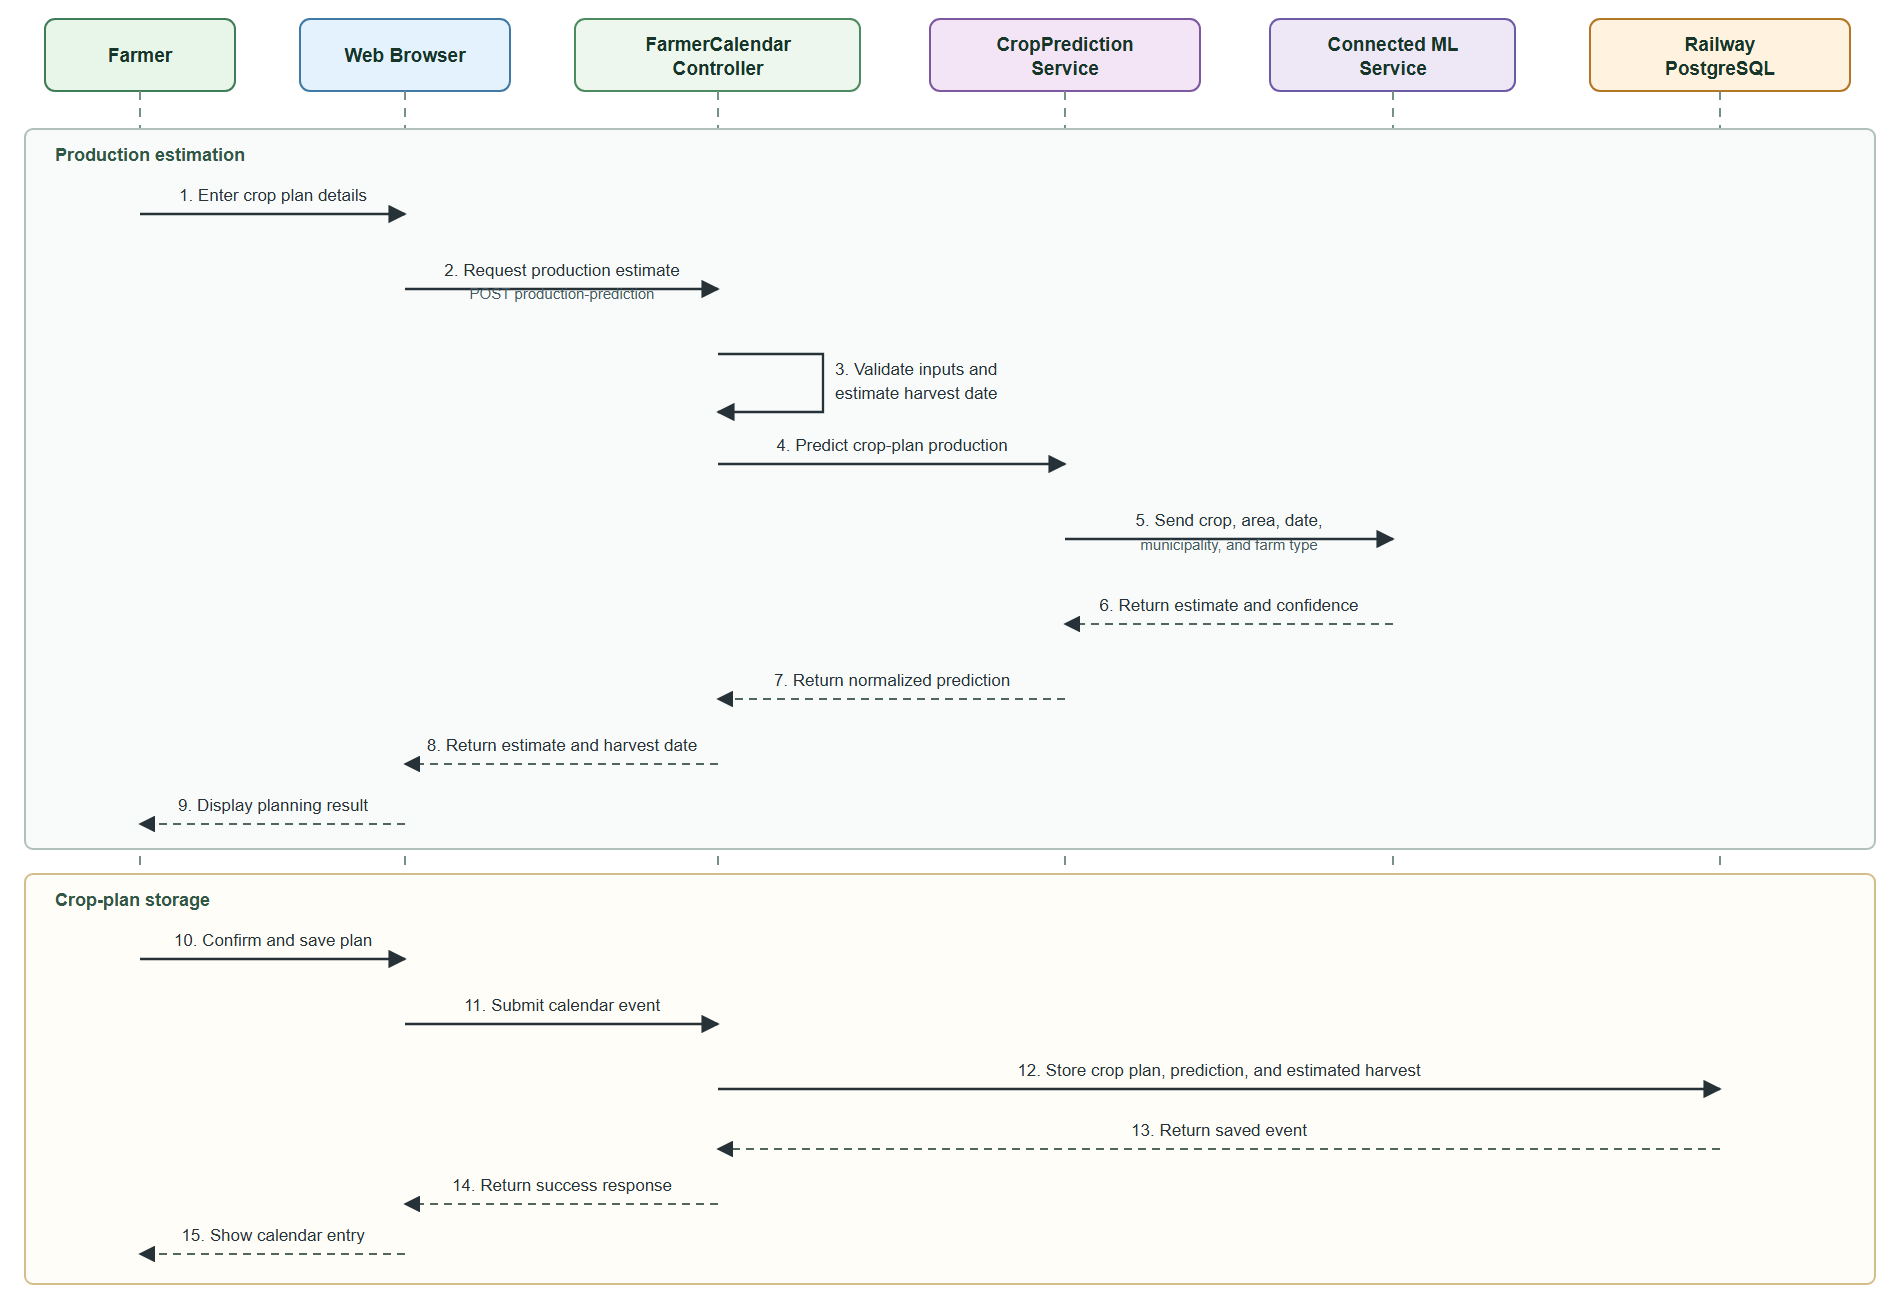 Farmer
Web Browser
FarmerCalendar
Controller
CropPrediction
Service
Connected ML
Service
Railway
PostgreSQL
Production estimation
1. Enter crop plan details
2. Request production estimate
POST production-prediction
3. Validate inputs and
estimate harvest date
4. Predict crop-plan production
5. Send crop, area, date,
municipality, and farm type
6. Return estimate and confidence
7. Return normalized prediction
8. Return estimate and harvest date
9. Display planning result
Crop-plan storage
10. Confirm and save plan
11. Submit calendar event
12. Store crop plan, prediction, and estimated harvest
13. Return saved event
14. Return success response
15. Show calendar entry